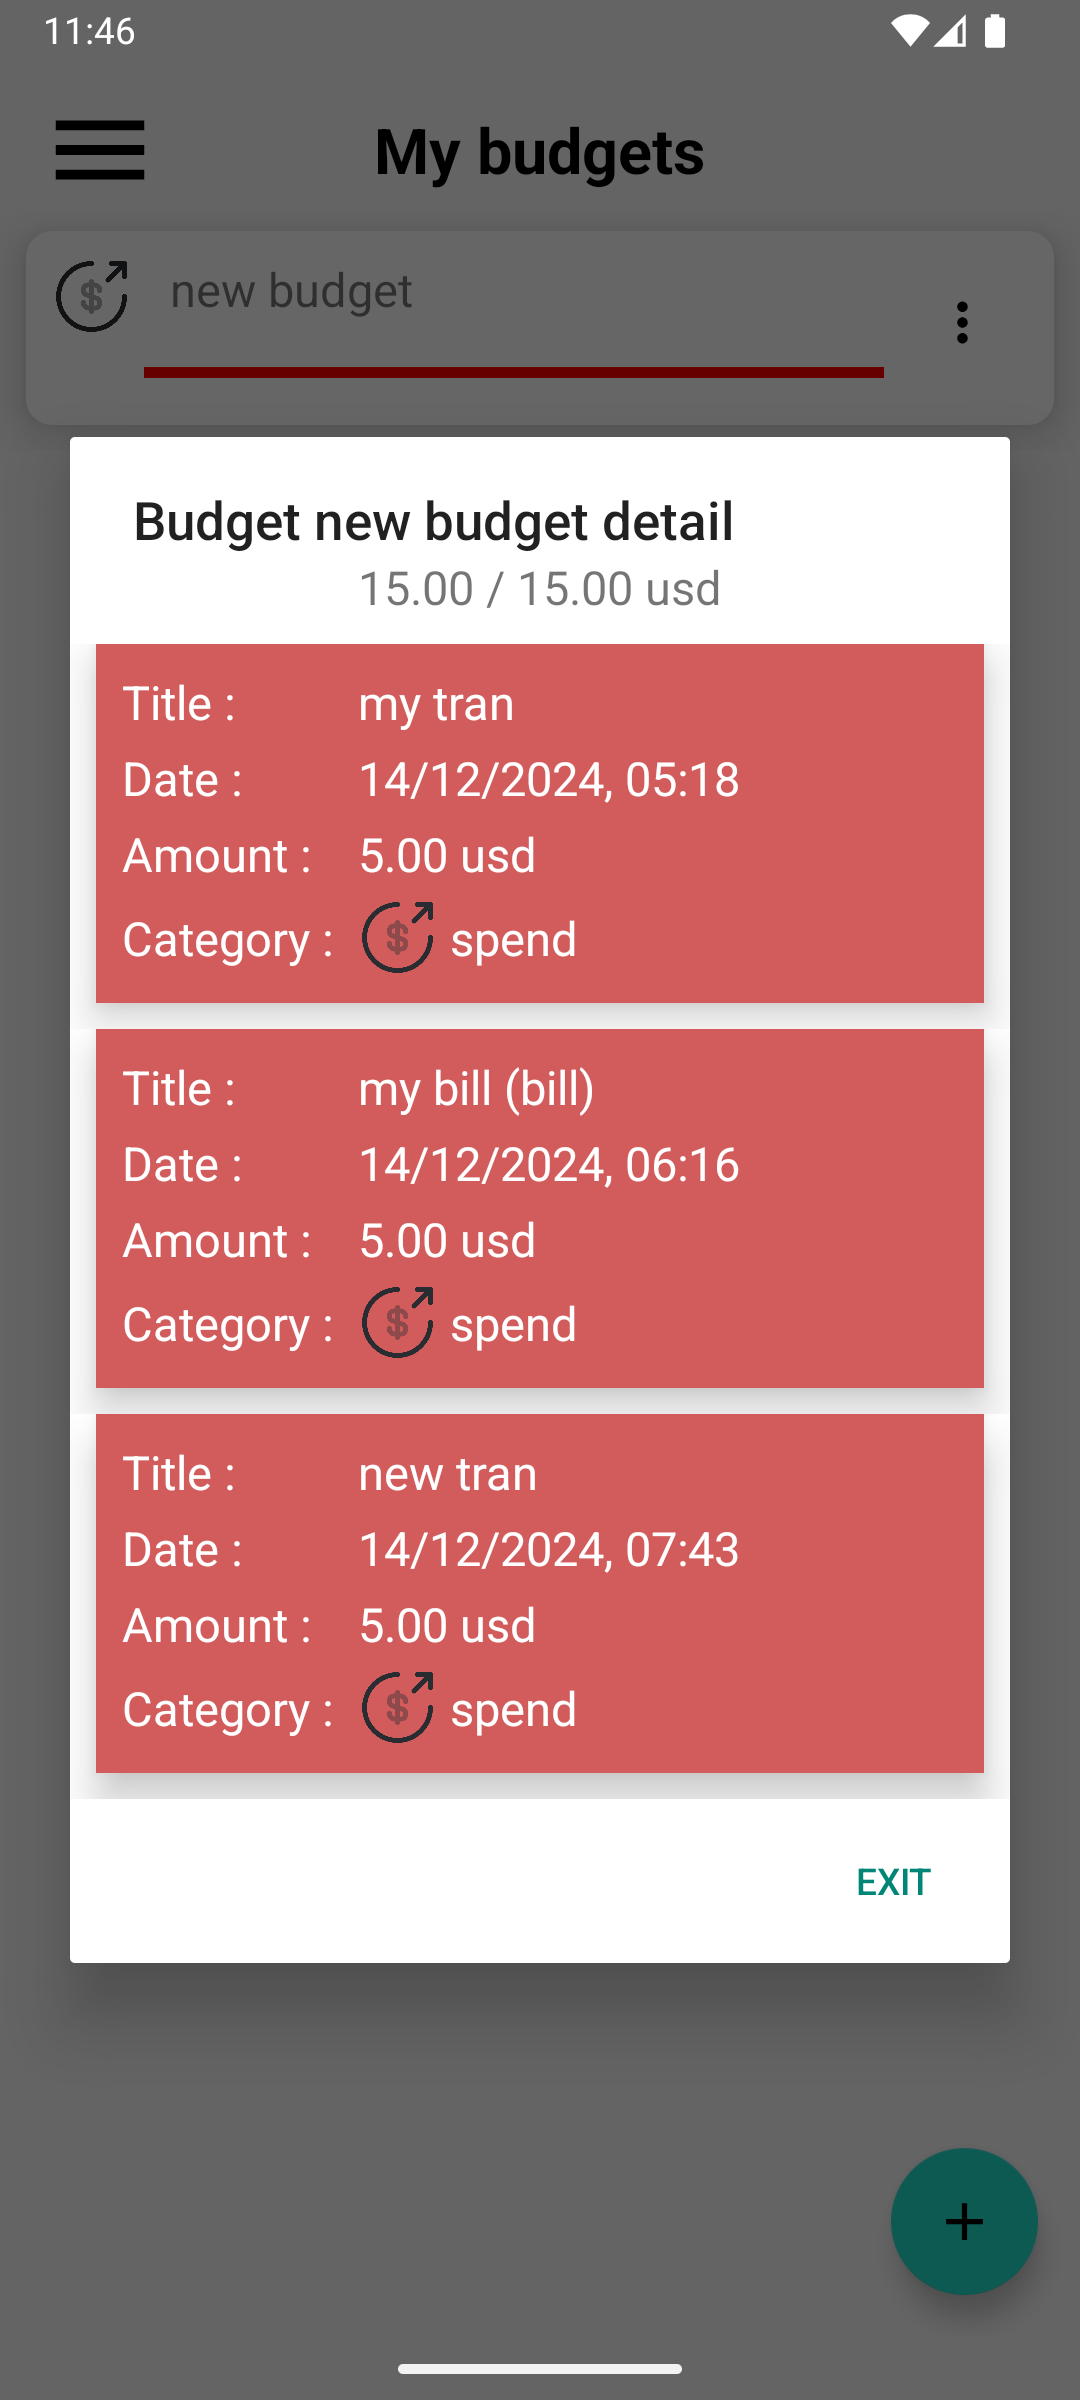 11:46
My budgets
new budget
Budget new budget detail
15.00 / 15.00 usd
Title : my tran
Date : 14/12/2024, 05:18
Amount : 5.00 usd
Category : $ spend
Title : my bill (bill)
Date : 14/12/2024, 06:16
Amount : 5.00 usd
Category : $ spend
Title : new tran
Date : 14/12/2024, 07:43
Amount : 5.00 usd
Category : $ spend
EXIT